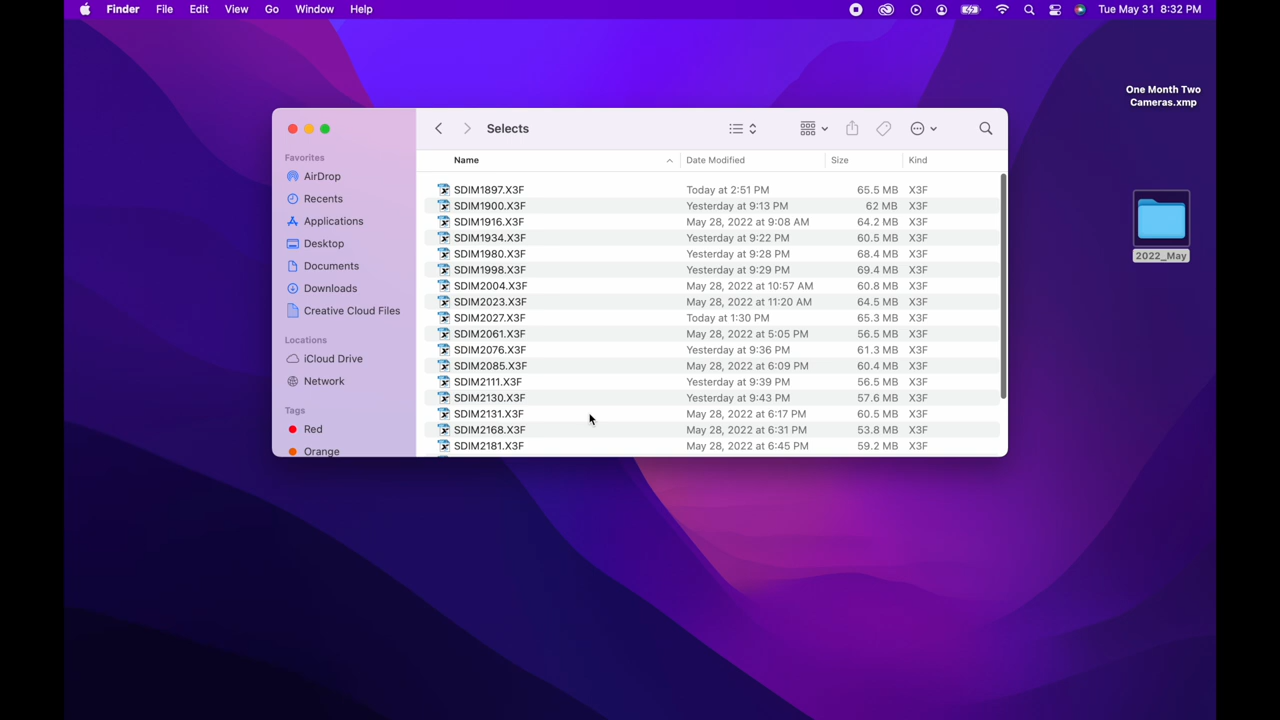 Finder File Edit View Go Window Help Tue May 31 8:32 PM
One Month Two
Cameras.xmp
2022_May
Selects
Favorites
AirDrop
Recents
Applications
Desktop
Documents
Downloads
Creative Cloud Files
Locations
iCloud Drive
Network
Tags
Red
Orange
Name Date Modified Size Kind
SDIM1897.X3F Today at 2:51 PM 65.5 MB X3F
SDIM1900.X3F Yesterday at 9:13 PM 62 MB X3F
SDIM1916.X3F May 28, 2022 at 9:08 AM 64.2 MB X3F
SDIM1934.X3F Yesterday at 9:22 PM 60.5 MB X3F
SDIM1980.X3F Yesterday at 9:28 PM 68.4 MB X3F
SDIM1998.X3F Yesterday at 9:29 PM 69.4 MB X3F
SDIM2004.X3F May 28, 2022 at 10:57 AM 60.8 MB X3F
SDIM2023.X3F May 28, 2022 at 11:20 AM 64.5 MB X3F
SDIM2027.X3F Today at 1:30 PM 65.3 MB X3F
SDIM2061.X3F May 28, 2022 at 5:05 PM 56.5 MB X3F
SDIM2076.X3F Yesterday at 9:36 PM 61.3 MB X3F
SDIM2085.X3F May 28, 2022 at 6:09 PM 60.4 MB X3F
SDIM2111.X3F Yesterday at 9:39 PM 56.5 MB X3F
SDIM2130.X3F Yesterday at 9:43 PM 57.6 MB X3F
SDIM2131.X3F May 28, 2022 at 6:17 PM 60.5 MB X3F
SDIM2168.X3F May 28, 2022 at 6:31 PM 53.8 MB X3F
SDIM2181.X3F May 28, 2022 at 6:45 PM 59.2 MB X3F